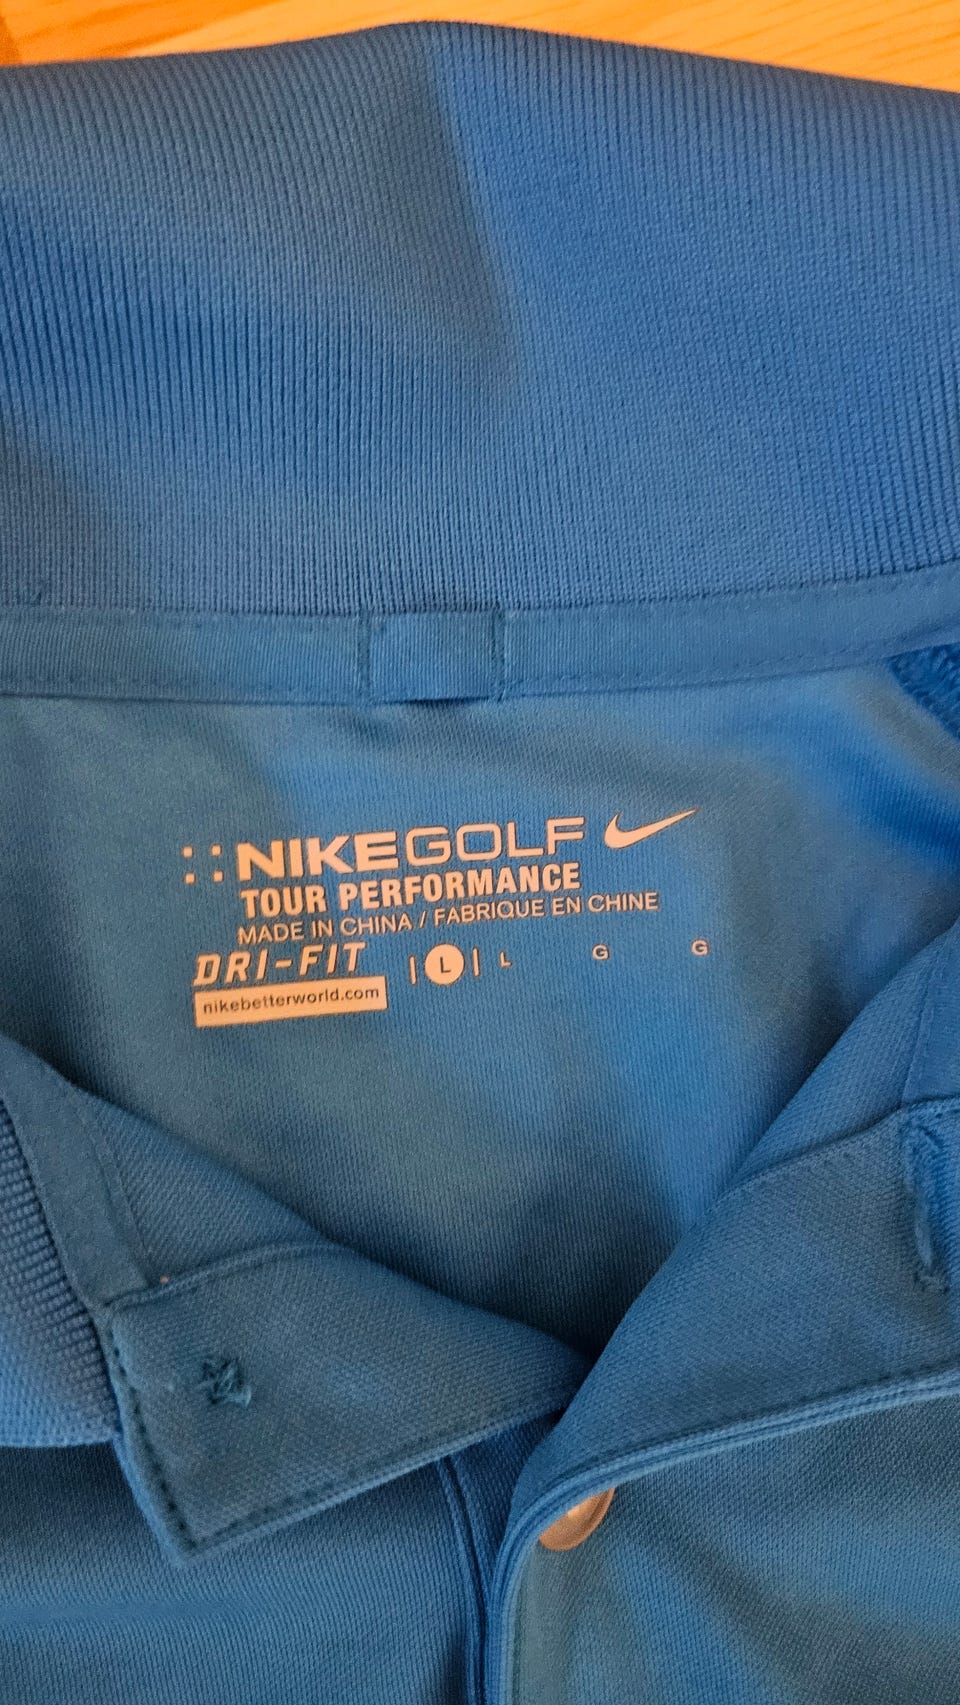 NIKEGOLF
TOUR PERFORMANCE
MADE IN CHINA / FABRIQUE EN CHINE
DRI-FIT | L | L G G
nikebetterworld.com